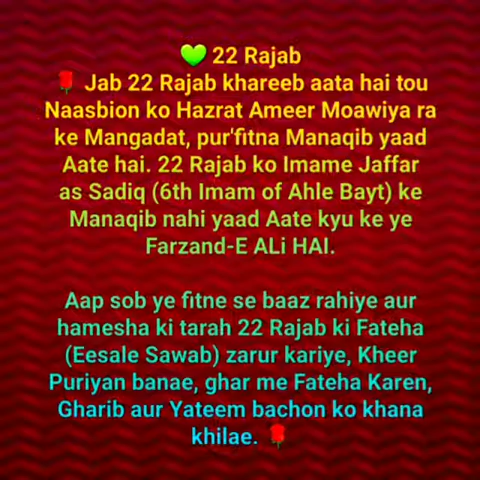 💚 22 Rajab
🌹 Jab 22 Rajab khareeb aata hai tou
Naasbion ko Hazrat Ameer Moawiya ra
ke Mangadat, pur'fitna Manaqib yaad
Aate hai. 22 Rajab ko Imame Jaffar
as Sadiq (6th Imam of Ahle Bayt) ke
Manaqib nahi yaad Aate kyu ke ye
Farzand-E ALi HAI.
Aap sob ye fitne se baaz rahiye aur
hamesha ki tarah 22 Rajab ki Fateha
(Eesale Sawab) zarur kariye, Kheer
Puriyan banae, ghar me Fateha Karen,
Gharib aur Yateem bachon ko khana
khilae. 🌹